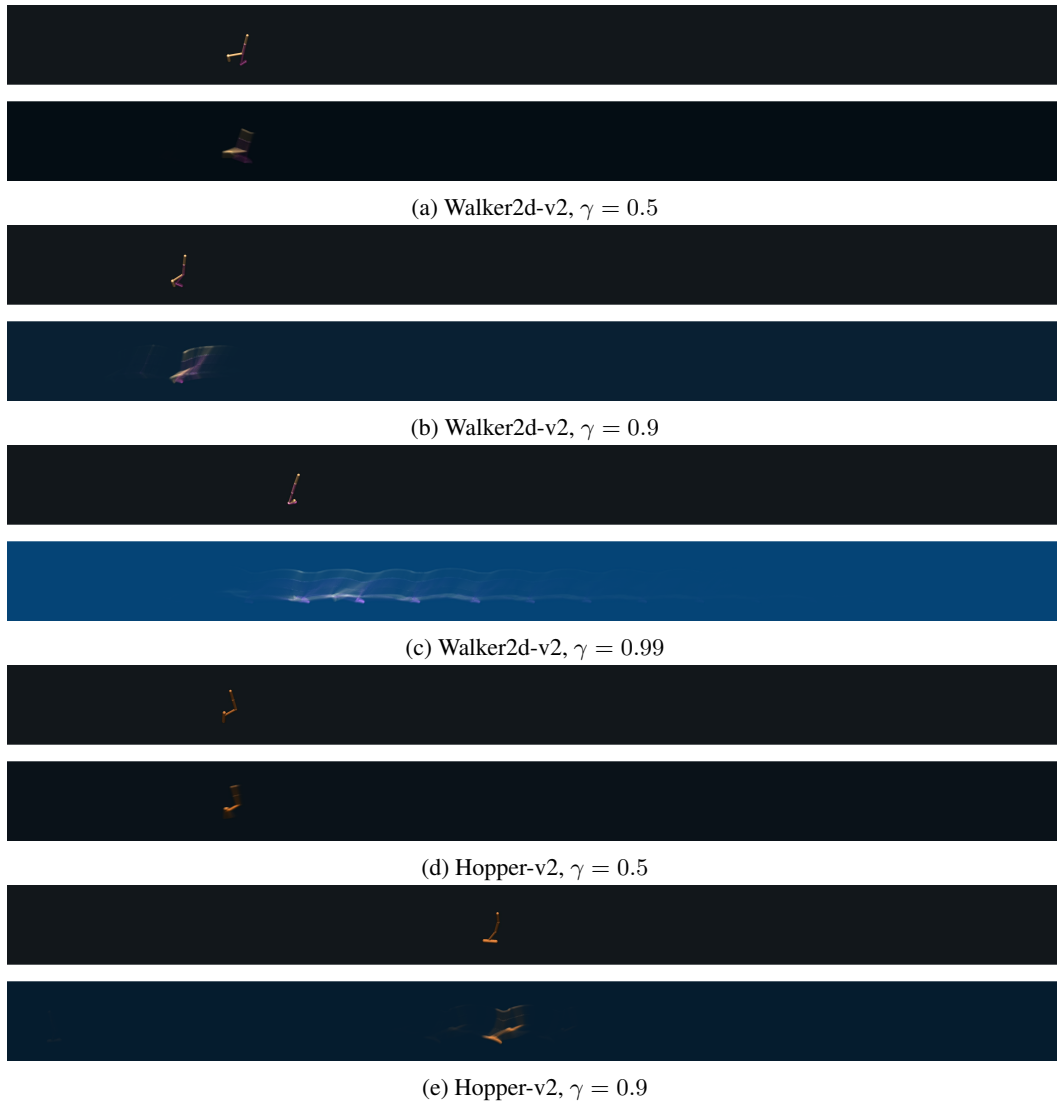 (a) Walker2d-v2, γ = 0.5
(b) Walker2d-v2, γ = 0.9
(c) Walker2d-v2, γ = 0.99
(d) Hopper-v2, γ = 0.5
(e) Hopper-v2, γ = 0.9